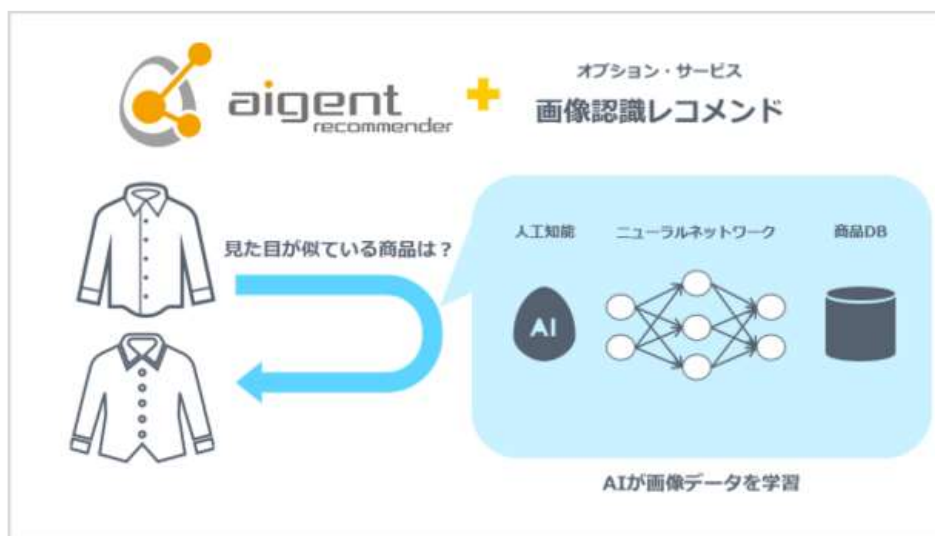 aigent
recommender
オプション・サービス
画像認識レコメンド
見た目が似ている商品は？
人工知能
ニューラルネットワーク
商品DB
AI
AIが画像データを学習